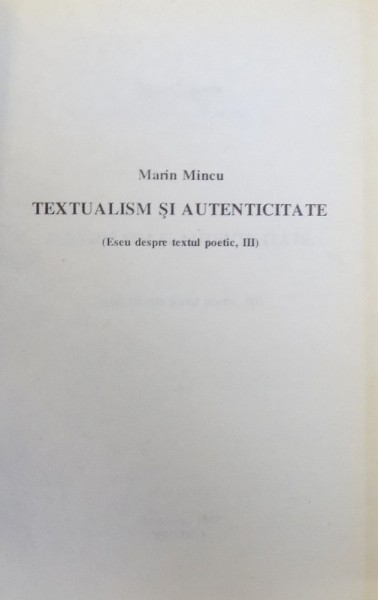 Marin Mincu
TEXTUALISM ŞI AUTENTICITATE
(Eseu despre textul poetic, III)